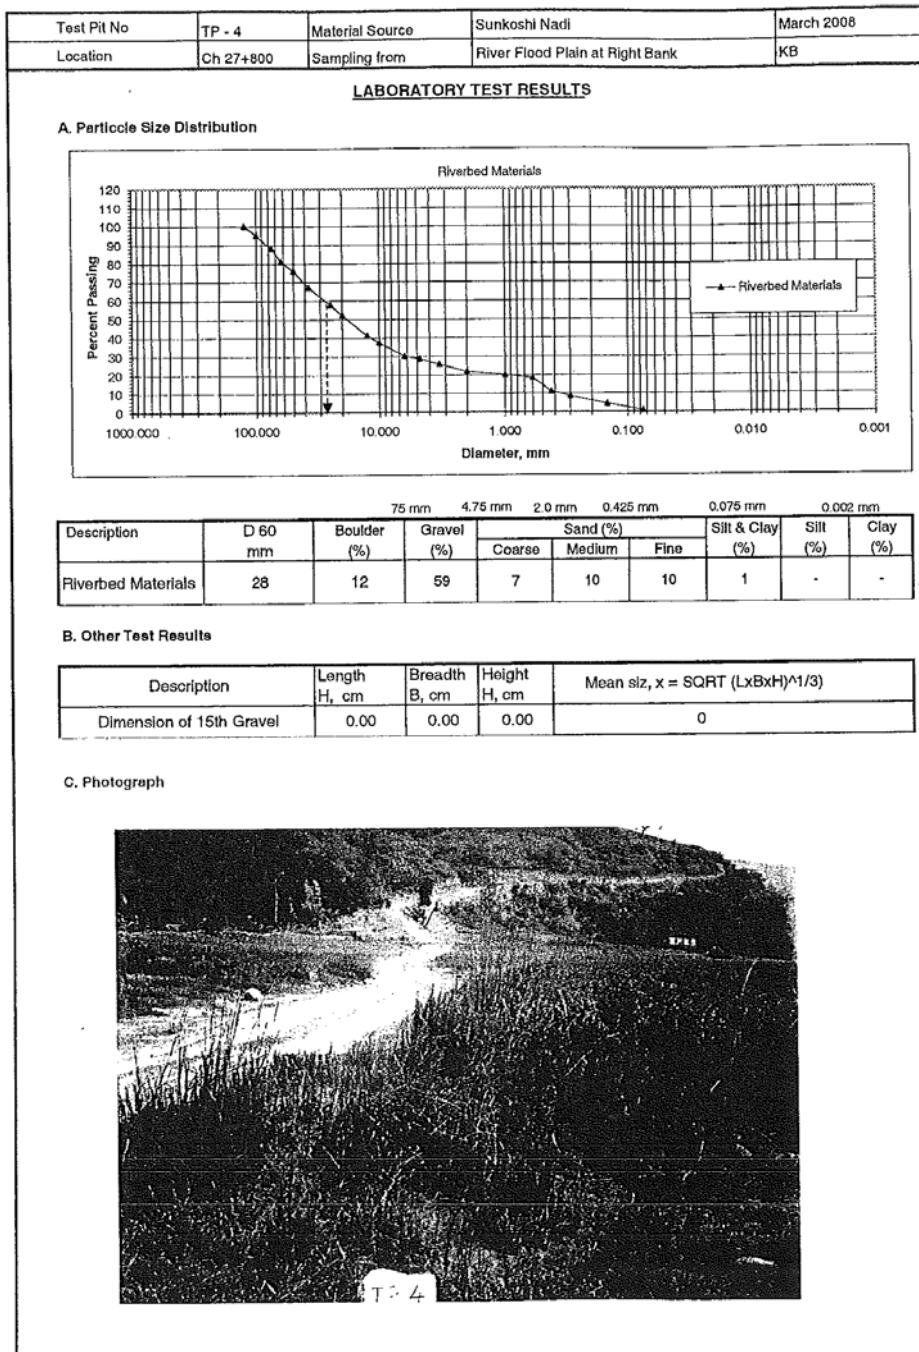 Test Pit No TP - 4 Material Source Sunkoshi Nadi March 2008
Location Ch 27+800 Sampling from River Flood Plain at Right Bank KB
LABORATORY TEST RESULTS
A. Particcle Size Distribution
Riverbed Materials
120
110
100
90
80
70
60
50
40
30
20
10
0
Percent Passing
Riverbed Materials
1000.000 100.000 10.000 1.000 0.100 0.010 0.001
Diameter, mm
75 mm 4.75 mm 2.0 mm 0.425 mm 0.075 mm 0.002 mm
Description D 60 Boulder Gravel Sand (%) Silt & Clay Silt Clay
mm (%) (%) Coarse Medium Fine (%) (%) (%)
Riverbed Materials 28 12 59 7 10 10 1 - -
B. Other Test Results
Description Length Breadth Height Mean siz, x = SQRT (LxBxH)^1/3)
H, cm B, cm H, cm
Dimension of 15th Gravel 0.00 0.00 0.00 0
C. Photograph